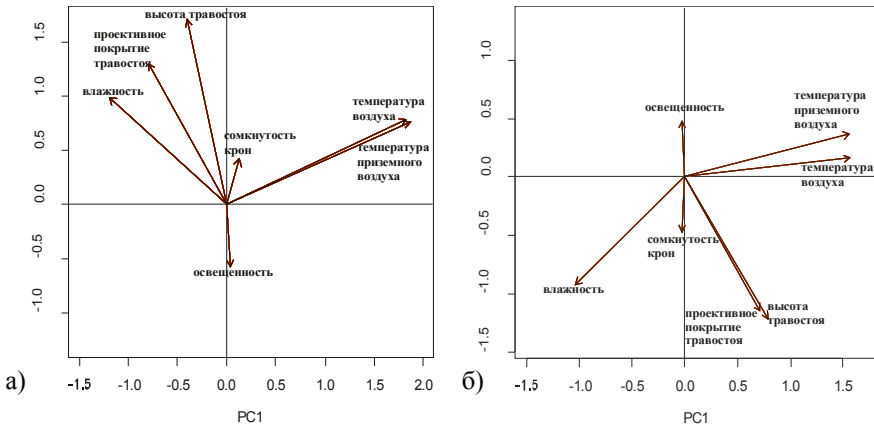 высота травостоя
проективное
покрытие
травостоя
влажность
сомкнутость
крон
температура
воздуха
температура
приземного
воздуха
освещенность
1.5
1.0
0.5
0.0
-0.5
-1.0
-1.5
-1.0
-0.5
0.0
0.5
1.0
1.5
2.0
PC1
а)
освещенность
температура
приземного
воздуха
температура
воздуха
сомкнутость
крон
влажность
проективное
покрытие
травостоя
высота
травостоя
1.0
0.5
0.0
-0.5
-1.0
-1.5
-1.5
-1.0
-0.5
0.0
0.5
1.0
1.5
PC1
б)